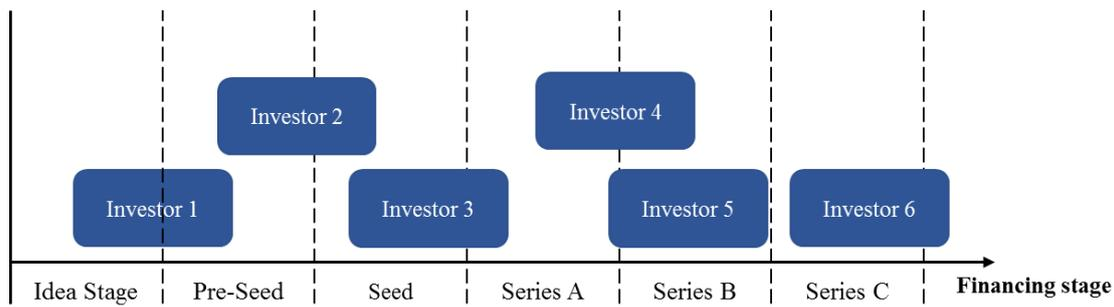 Investor 2
Investor 4
Investor 1
Investor 3
Investor 5
Investor 6
Idea Stage
Pre-Seed
Seed
Series A
Series B
Series C
Financing stage